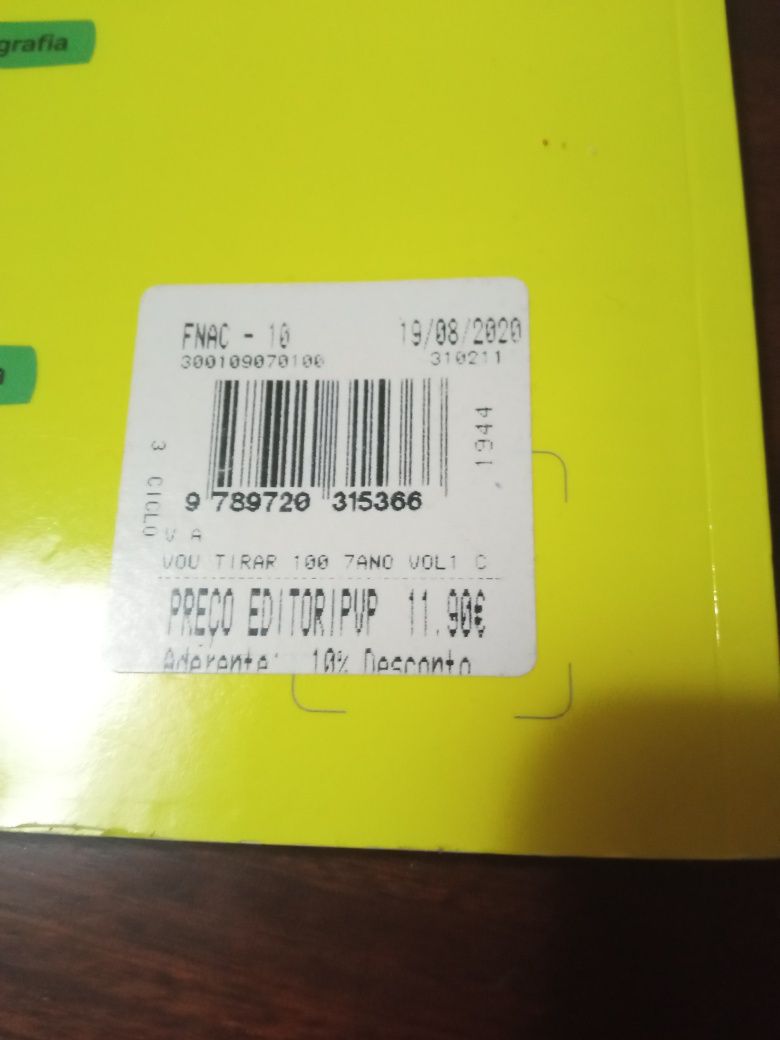 grafia
FNAC - 10 19/08/2020
300109070100 310211
1944
3 CICLO
9 789720 315366
V A
VOU TIRAR 100 7ANO VOL1 C
PREÇO EDITOR/PVP 11.90€
Aderente: 10% Desconto